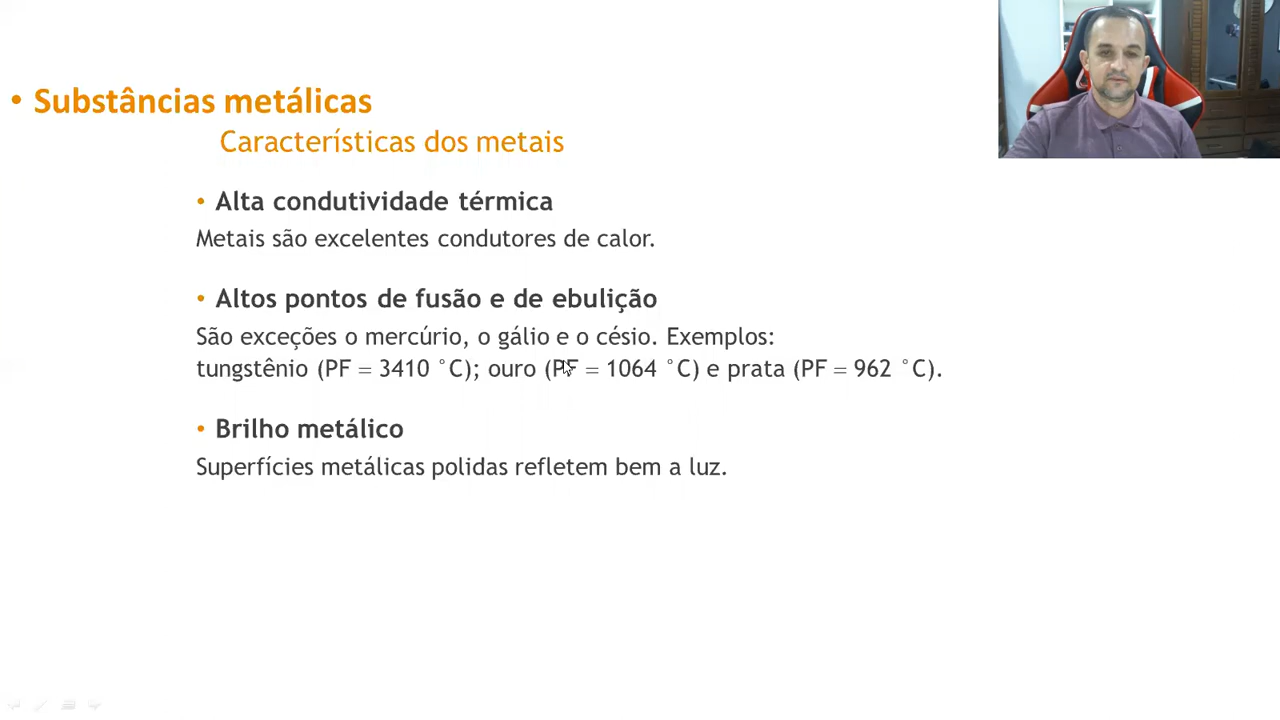 • Substâncias metálicas
Características dos metais
• Alta condutividade térmica
Metais são excelentes condutores de calor.
• Altos pontos de fusão e de ebulição
São exceções o mercúrio, o gálio e o césio. Exemplos:
tungstênio (PF = 3410 °C); ouro (PF = 1064 °C) e prata (PF = 962 °C).
• Brilho metálico
Superfícies metálicas polidas refletem bem a luz.